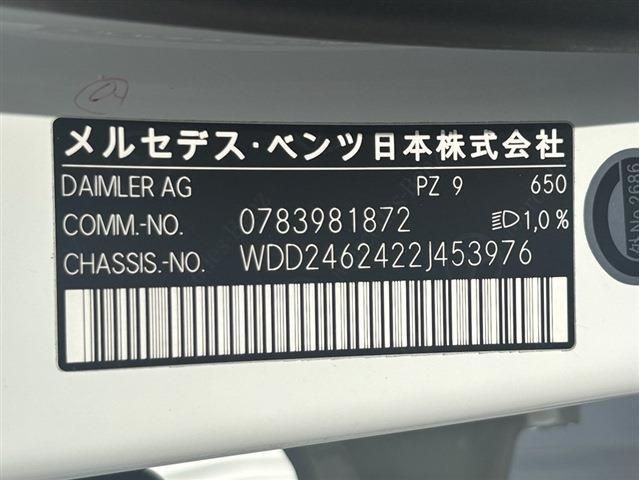 メルセデス・ベンツ日本株式会社
DAIMLER AG PZ 9 650
COMM.-NO. 0783981872 1,0%
CHASSIS.-NO. WDD2462422J453976